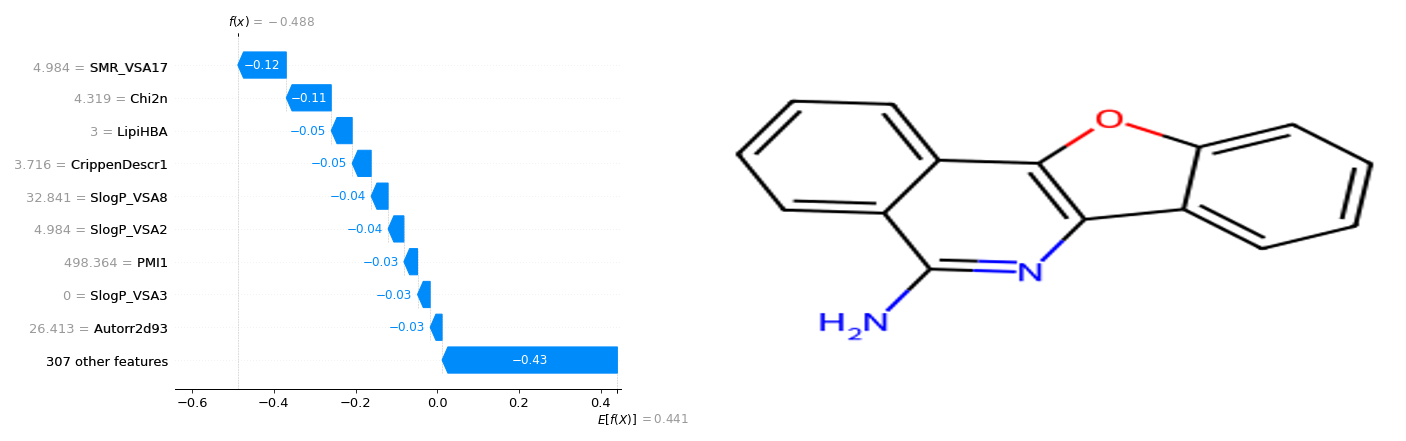 f(x) = −0.488
4.984 = SMR_VSA17
−0.12
4.319 = Chi2n
−0.11
3 = LipiHBA
−0.05
3.716 = CrippenDescr1
−0.05
32.841 = SlogP_VSA8
−0.04
4.984 = SlogP_VSA2
−0.04
498.364 = PMI1
−0.03
0 = SlogP_VSA3
−0.03
26.413 = Autorr2d93
−0.03
307 other features
−0.43
−0.6 −0.4 −0.2 0.0 0.2 0.4
E[f(X)] = 0.441
O
N
H2N